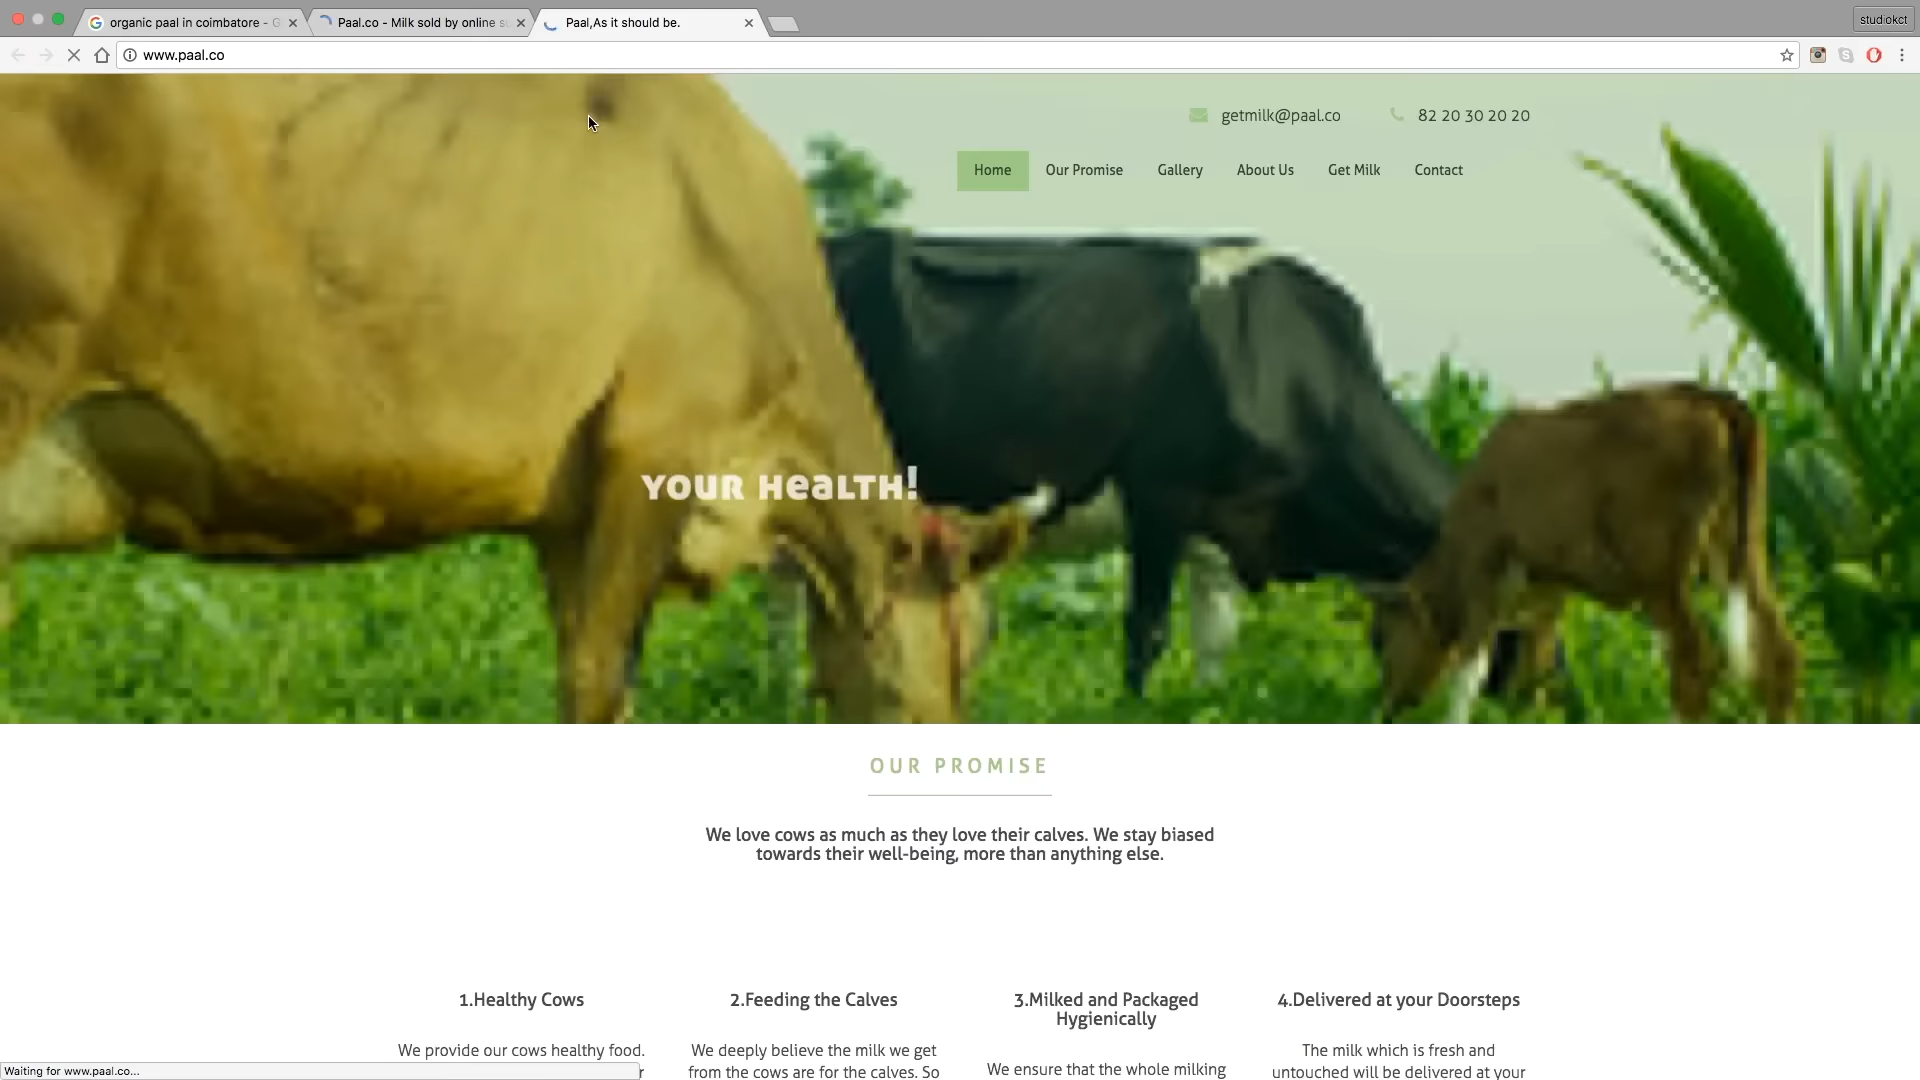 organic paal in coimbatore - G
Paal.co - Milk sold by online s
Paal,As it should be.
studiokct
www.paal.co
getmilk@paal.co
82 20 30 20 20
Home
Our Promise
Gallery
About Us
Get Milk
Contact
YOUR HEALTH!
OUR PROMISE
We love cows as much as they love their calves. We stay biased
towards their well-being, more than anything else.
1.Healthy Cows
We provide our cows healthy food.
2.Feeding the Calves
We deeply believe the milk we get
from the cows are for the calves. So
3.Milked and Packaged
Hygienically
We ensure that the whole milking
4.Delivered at your Doorsteps
The milk which is fresh and
untouched will be delivered at your
Waiting for www.paal.co...